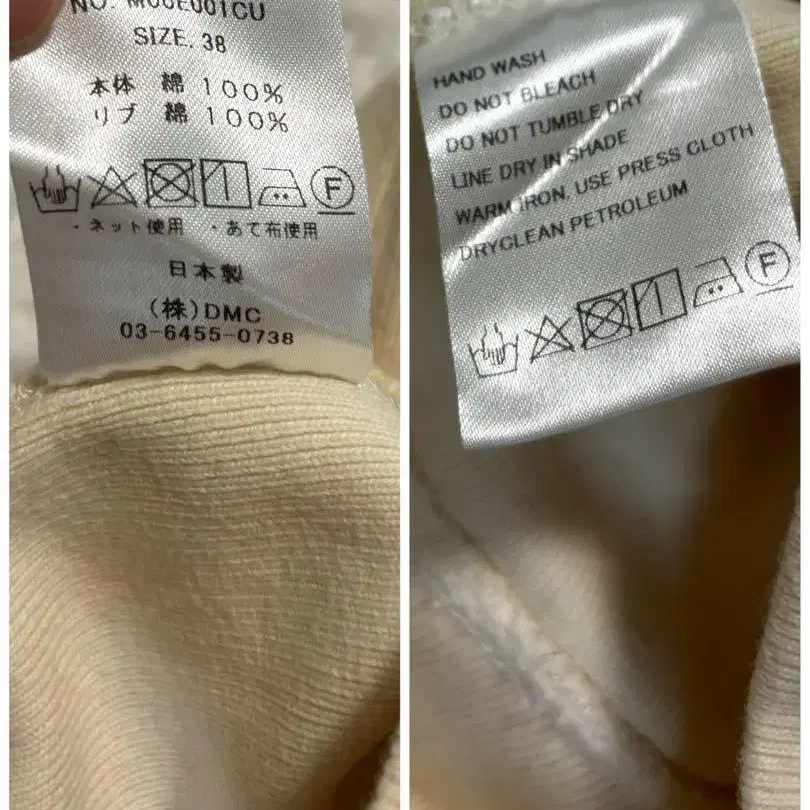 NO. M00E001CU
SIZE. 38
本体 綿 100%
リブ 綿 100%
F
・ネット使用 ・あて布使用
日本製
(株)DMC
03-6455-0738
HAND WASH
DO NOT BLEACH
DO NOT TUMBLE DRY
LINE DRY IN SHADE
WARM IRON, USE PRESS CLOTH
DRYCLEAN PETROLEUM
F